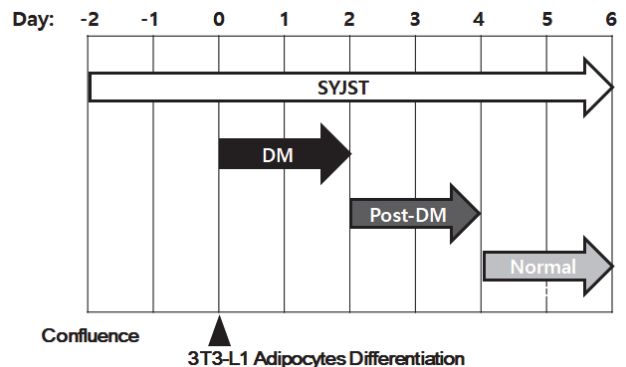 Day: -2 -1 0 1 2 3 4 5 6
SYJST
DM
Post-DM
Normal
Confluence
3T3-L1 Adipocytes Differentiation